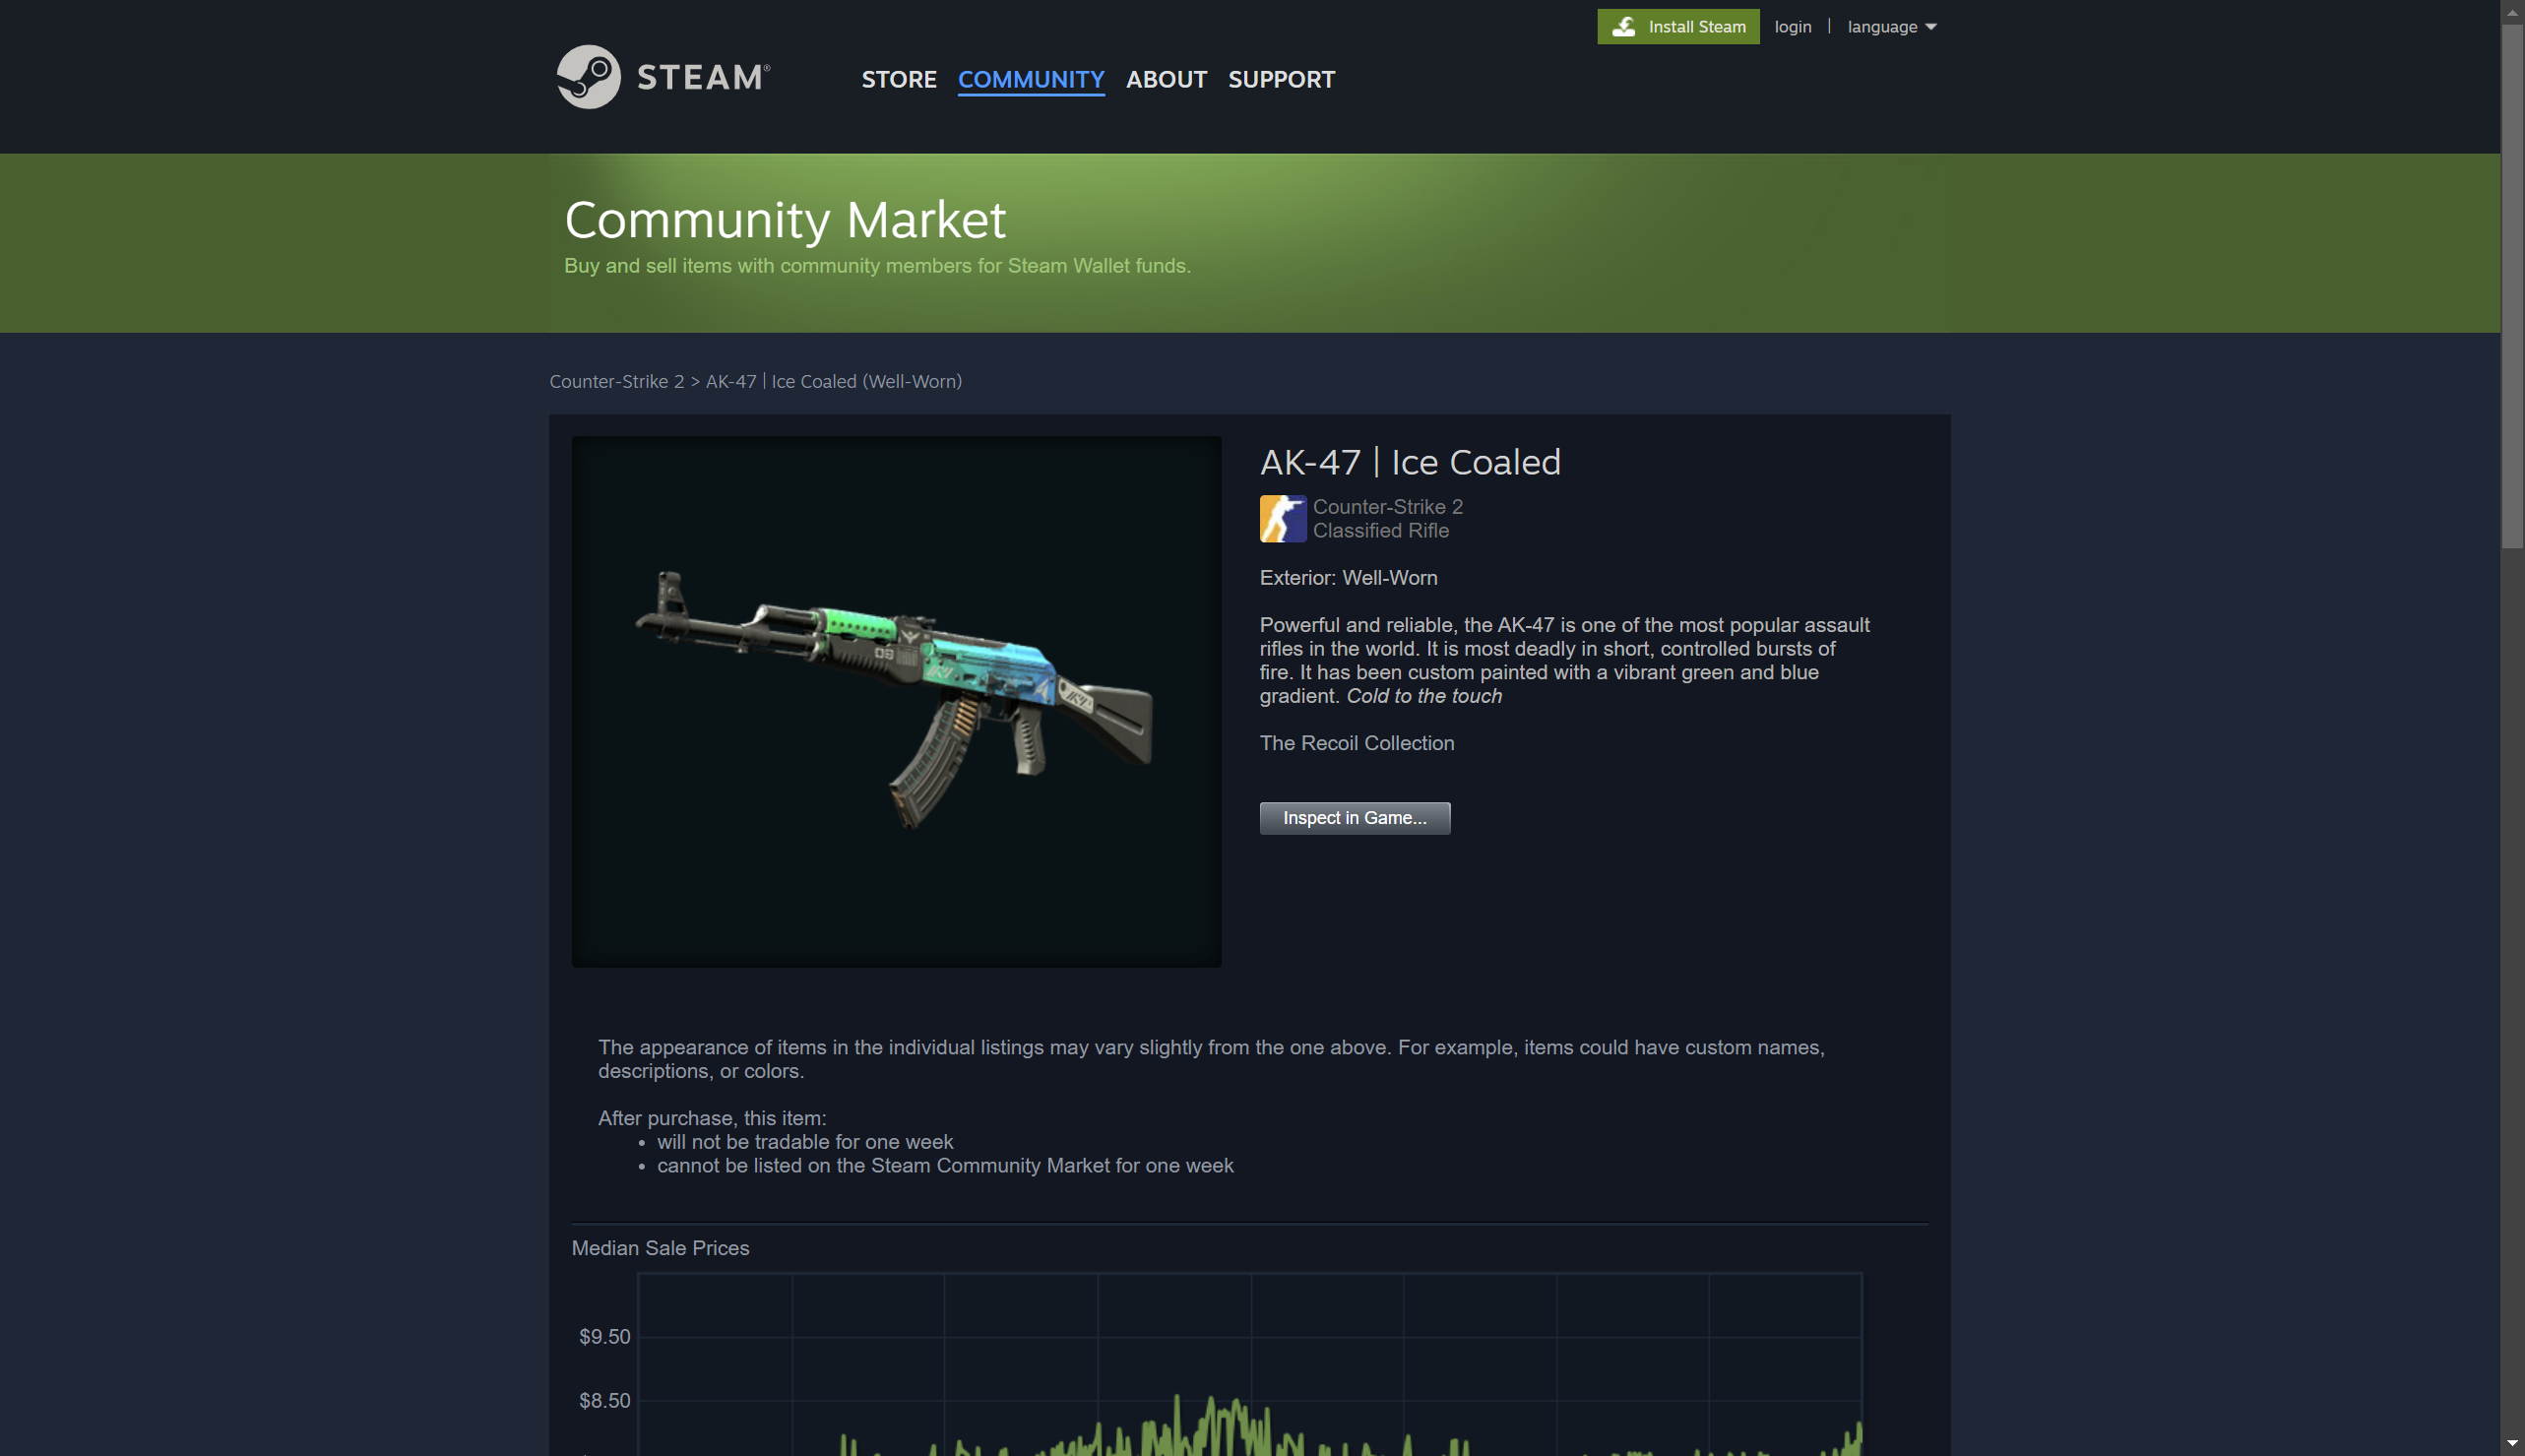 Install Steam
login
language
STEAM®
STORE
COMMUNITY
ABOUT
SUPPORT
Community Market
Buy and sell items with community members for Steam Wallet funds.
Counter-Strike 2 > AK-47 | Ice Coaled (Well-Worn)
AK-47 | Ice Coaled
Counter-Strike 2
Classified Rifle
Exterior: Well-Worn
Powerful and reliable, the AK-47 is one of the most popular assault
rifles in the world. It is most deadly in short, controlled bursts of
fire. It has been custom painted with a vibrant green and blue
gradient. Cold to the touch
The Recoil Collection
Inspect in Game...
The appearance of items in the individual listings may vary slightly from the one above. For example, items could have custom names,
descriptions, or colors.
After purchase, this item:
• will not be tradable for one week
• cannot be listed on the Steam Community Market for one week
Median Sale Prices
$9.50
$8.50